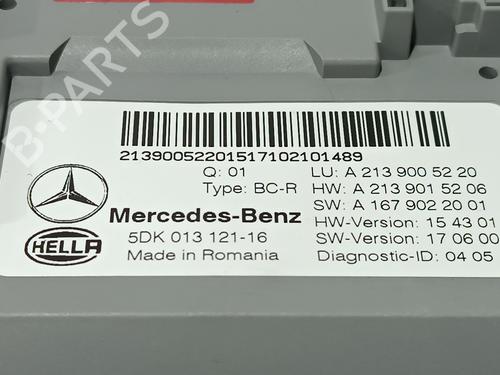 B-PARTS
21390052201517102101489
Q: 01
LU: A 213 900 52 20
Type: BC-R
HW: A 213 901 52 06
SW: A 167 902 20 01
Mercedes-Benz
HW-Version: 15 43 01
HELLA
5DK 013 121-16
SW-Version: 17 06 00
Made in Romania
Diagnostic-ID: 04 05